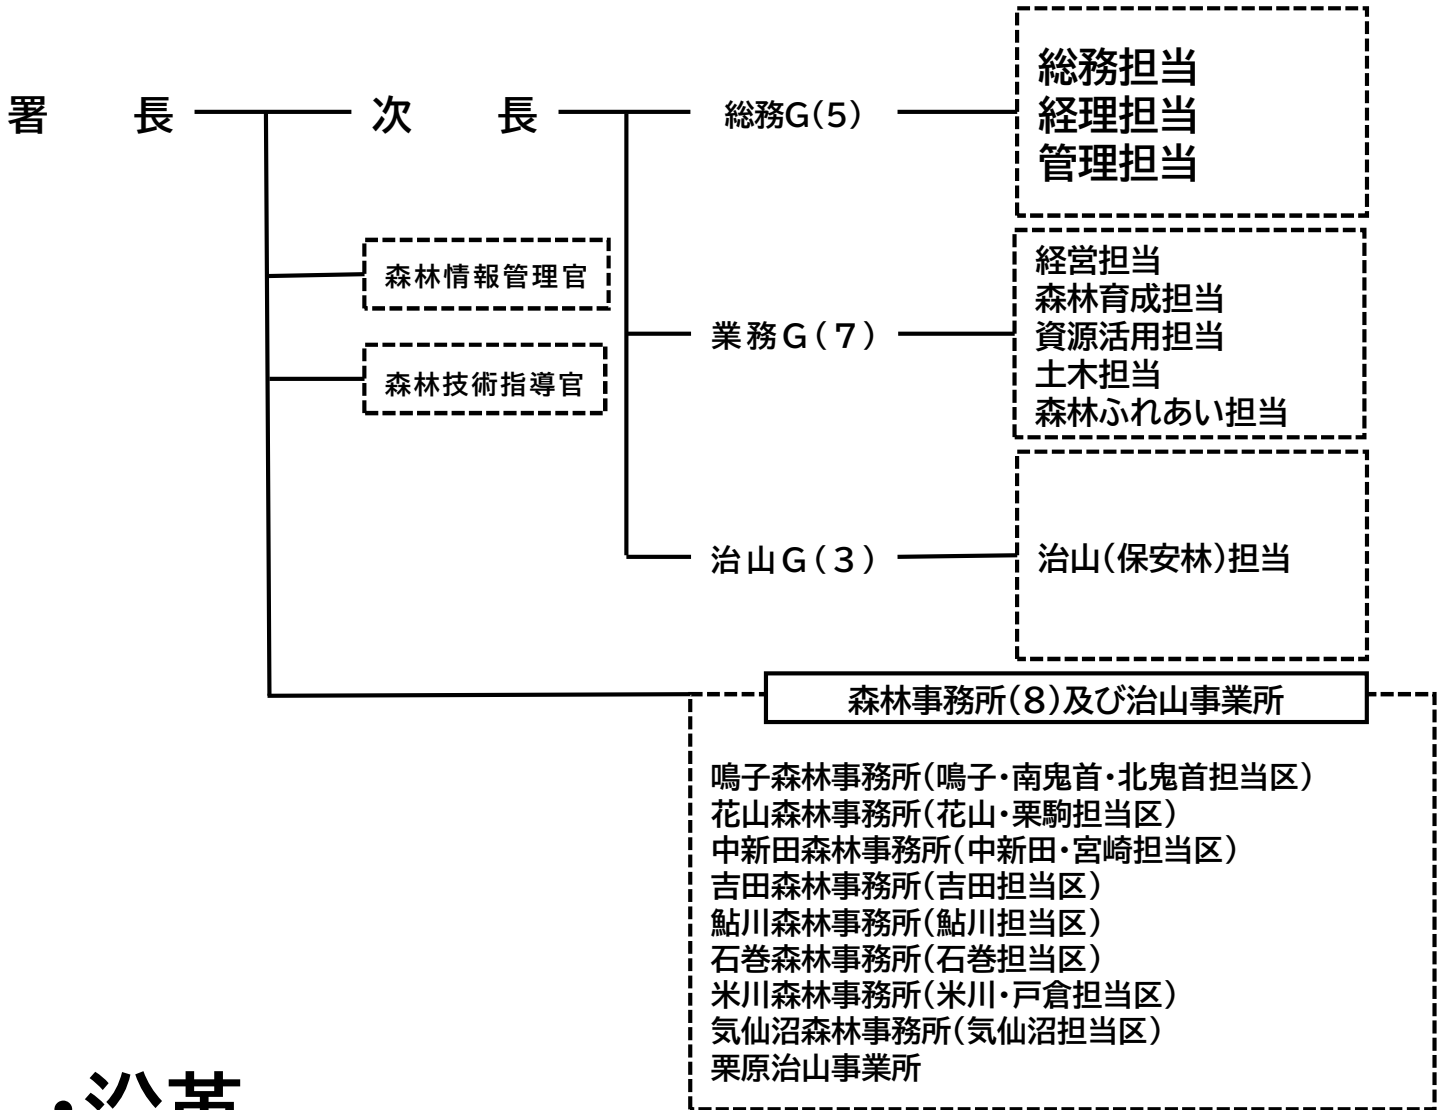 署　　長
次　　長
総務G(5)
総務担当
経理担当
管理担当
森林情報管理官
森林技術指導官
業務G(7)
経営担当
森林育成担当
資源活用担当
土木担当
森林ふれあい担当
治山G(3)
治山(保安林)担当
森林事務所(8)及び治山事業所
鳴子森林事務所(鳴子・南鬼首・北鬼首担当区)
花山森林事務所(花山・栗駒担当区)
中新田森林事務所(中新田・宮崎担当区)
吉田森林事務所(吉田担当区)
鮎川森林事務所(鮎川担当区)
石巻森林事務所(石巻担当区)
米川森林事務所(米川・戸倉担当区)
気仙沼森林事務所(気仙沼担当区)
栗原治山事業所
・沿革